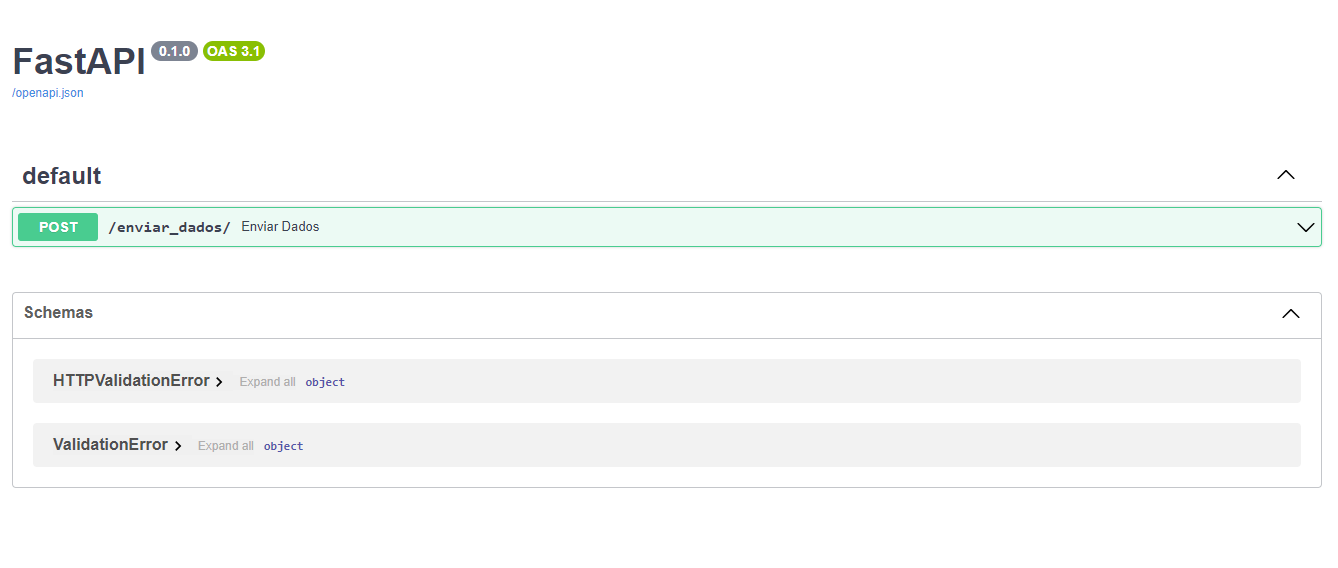 FastAPI 0.1.0 OAS 3.1
/openapi.json
default
POST /enviar_dados/ Enviar Dados
Schemas
HTTPValidationError Expand all object
ValidationError Expand all object